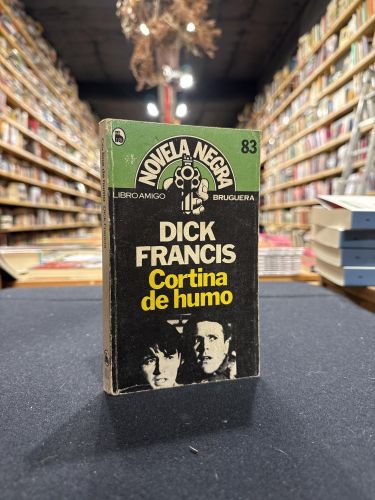 83
NOVELA NEGRA
LIBRO AMIGO BRUGUERA
DICK
FRANCIS
Cortina
de humo